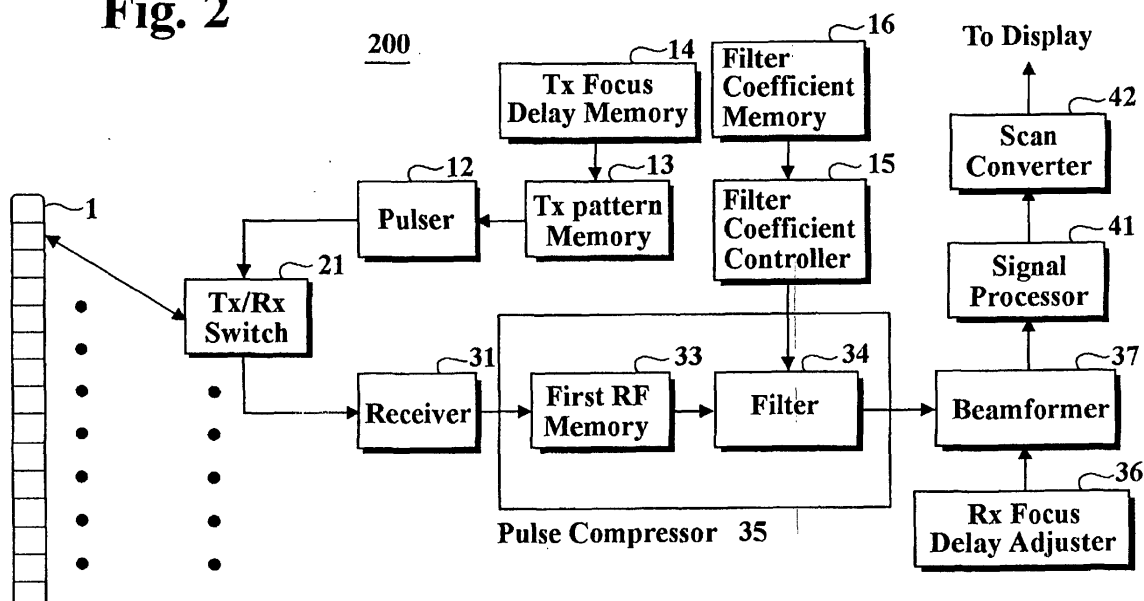 Fig. 2
200
14
Tx Focus
Delay Memory
16
Filter
Coefficient
Memory
To Display
42
Scan
Converter
1
12
Pulser
13
Tx pattern
Memory
15
Filter
Coefficient
Controller
41
Signal
Processor
21
Tx/Rx
Switch
31
Receiver
33
First RF
Memory
34
Filter
37
Beamformer
Pulse Compressor 35
36
Rx Focus
Delay Adjuster